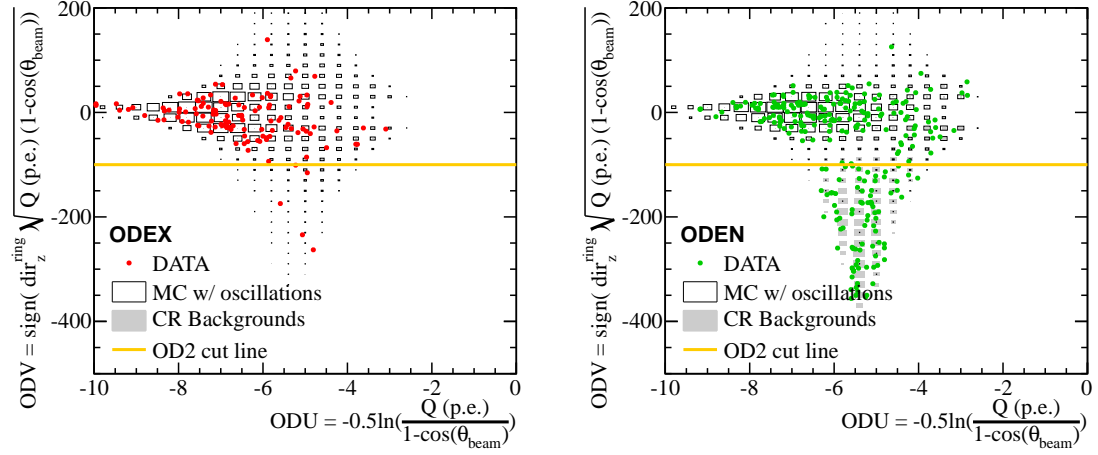 200
0
-200
-400
-10
-8
-6
-4
-2
0
ODV = sign( dir_z^ring √ Q (p.e.) (1-cos(θ_beam))
ODEX
DATA
MC w/ oscillations
CR Backgrounds
OD2 cut line
ODU = -0.5ln(Q (p.e.)
1-cos(θ_beam))
200
0
-200
-400
-10
-8
-6
-4
-2
0
ODV = sign( dir_z^ring √ Q (p.e.) (1-cos(θ_beam))
ODEN
DATA
MC w/ oscillations
CR Backgrounds
OD2 cut line
ODU = -0.5ln(Q (p.e.)
1-cos(θ_beam))